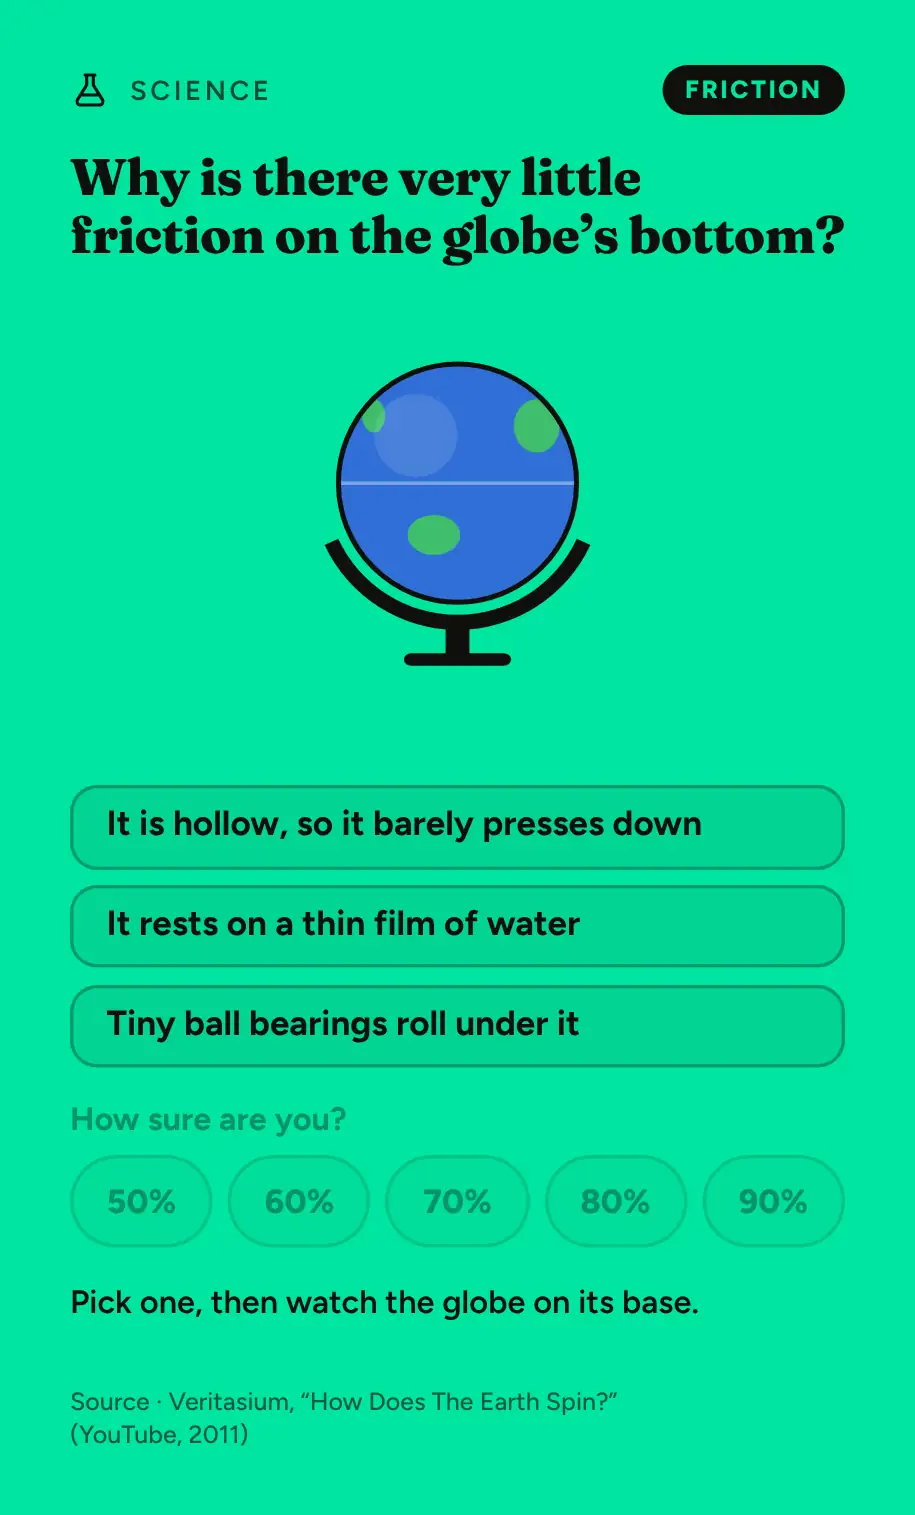 SCIENCE
FRICTION
Why is there very little
friction on the globe’s bottom?
It is hollow, so it barely presses down
It rests on a thin film of water
Tiny ball bearings roll under it
How sure are you?
50% 60% 70% 80% 90%
Pick one, then watch the globe on its base.
Source · Veritasium, “How Does The Earth Spin?”
(YouTube, 2011)